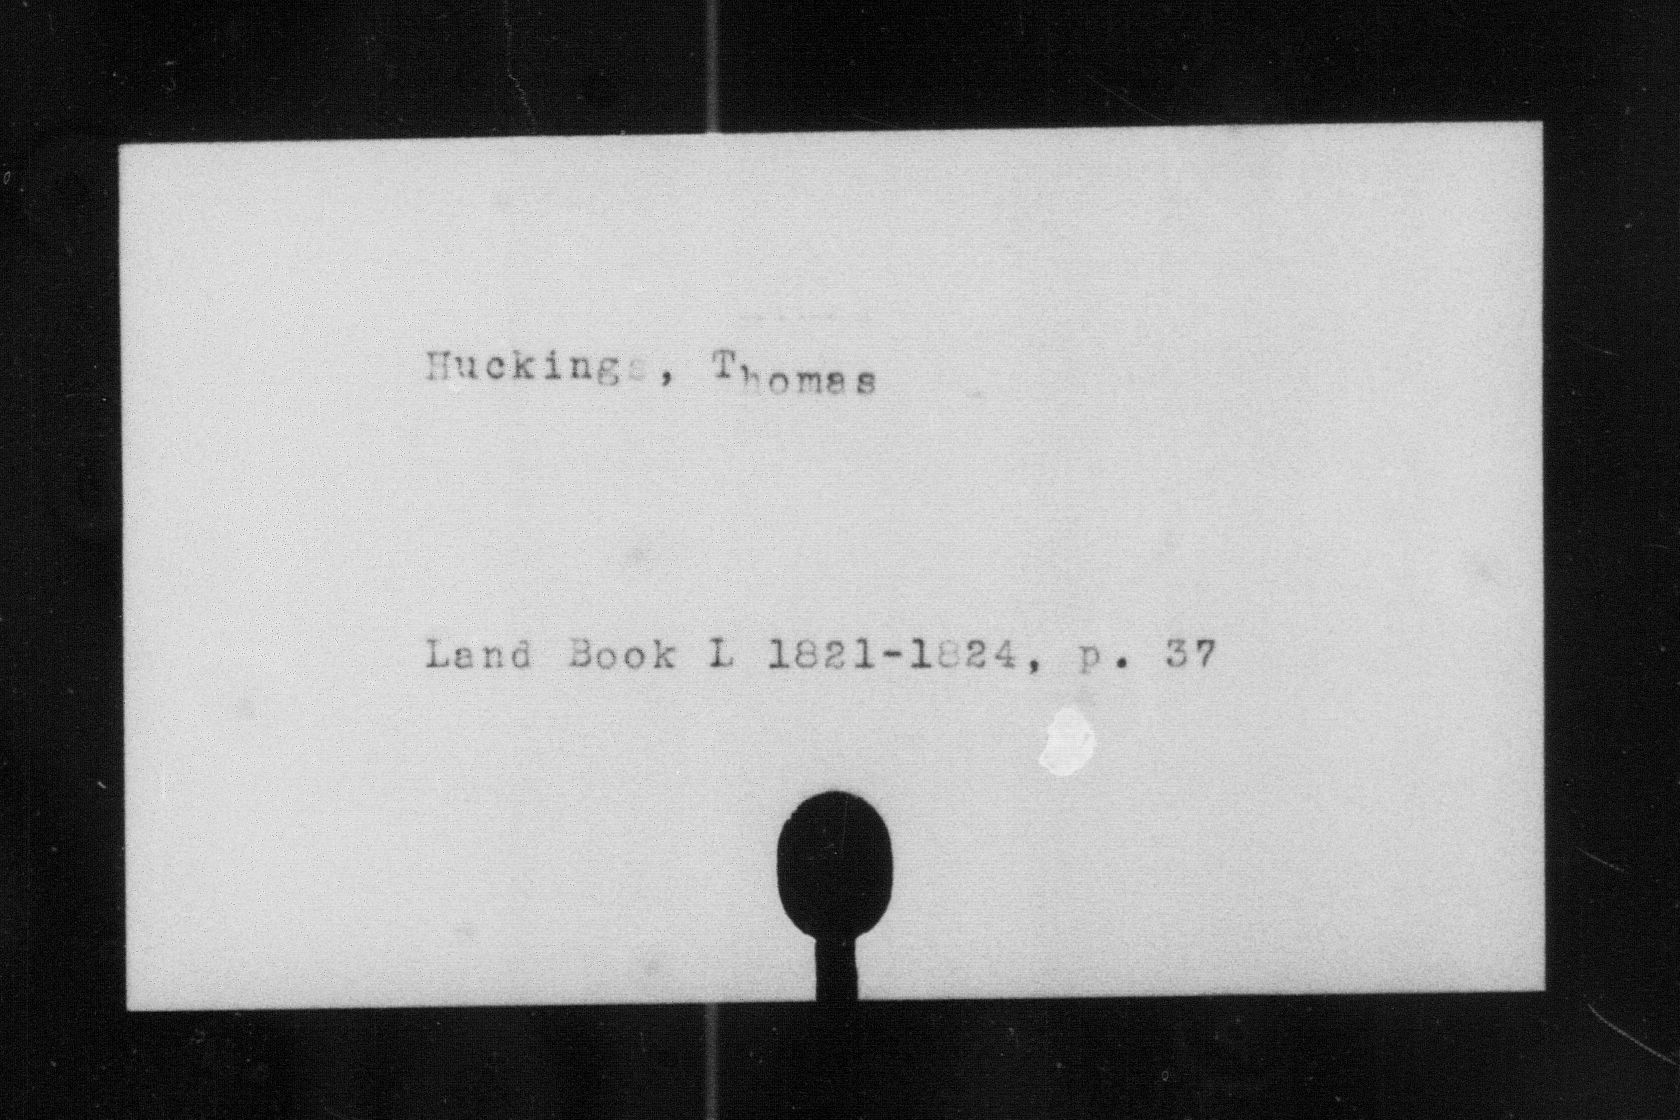 Huckings, Thomas
Land Book L 1821-1824, p. 37